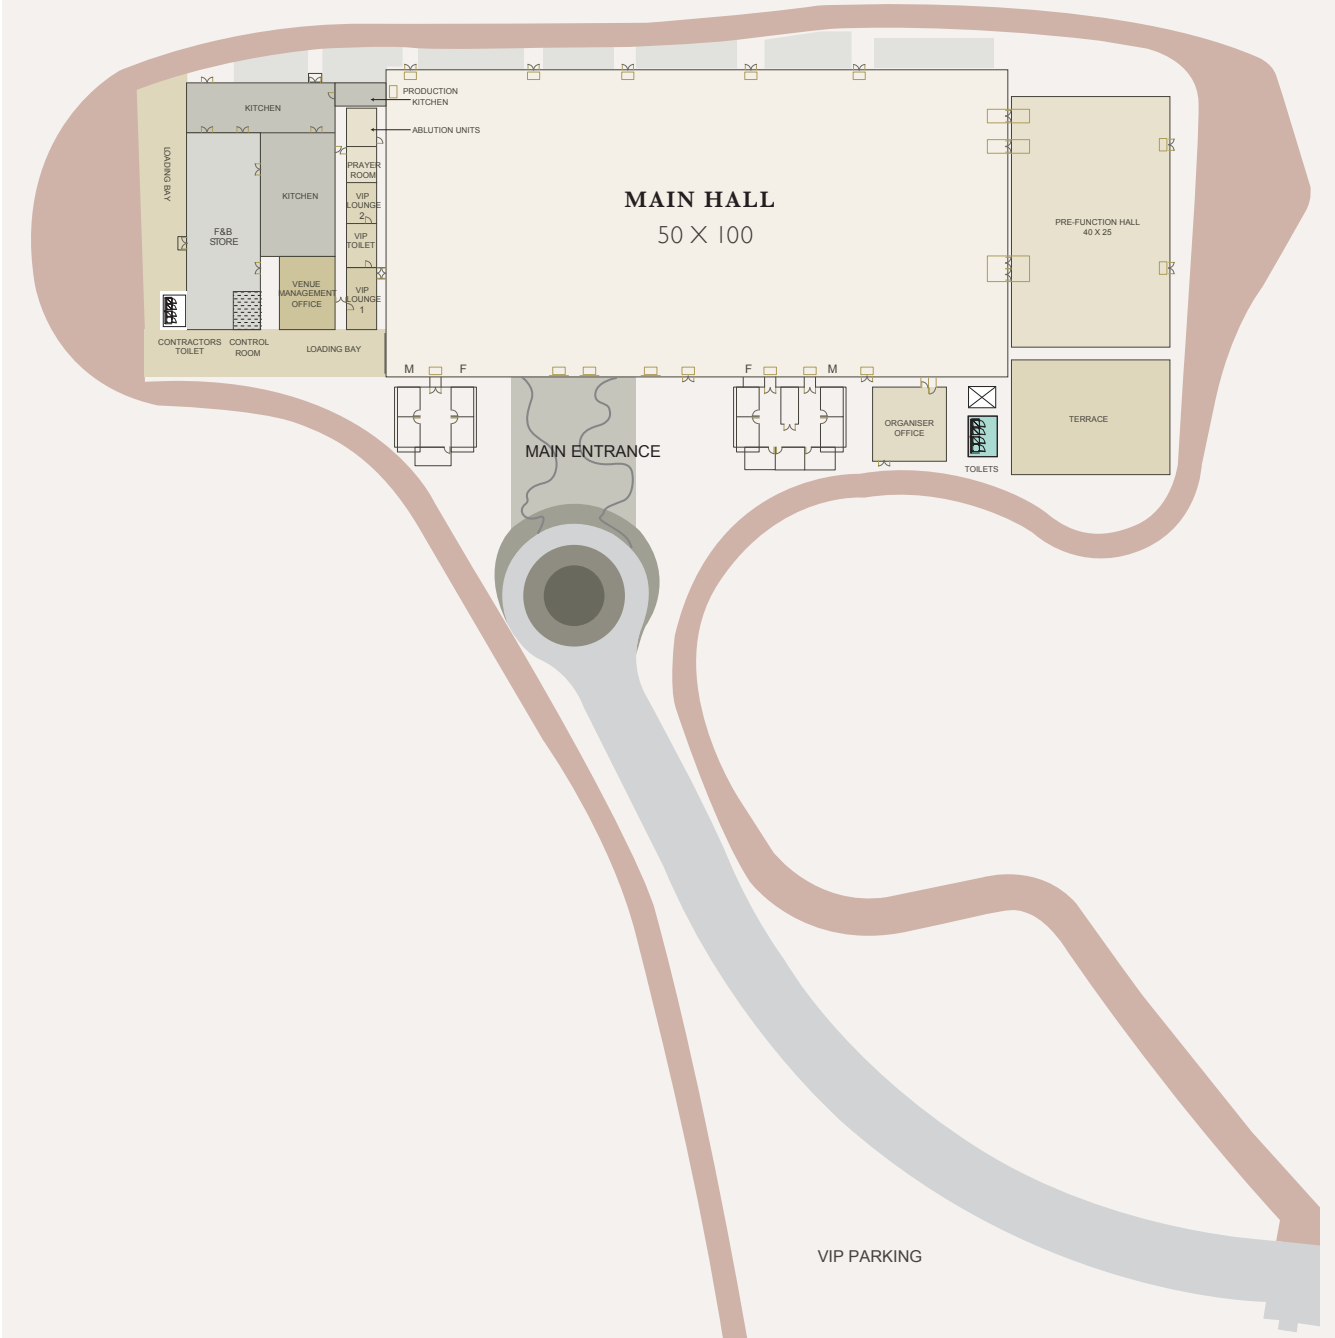 PRODUCTION
KITCHEN
KITCHEN
ABLUTION UNITS
LOADING BAY
PRAYER
ROOM
KITCHEN
VIP
LOUNGE
2
MAIN HALL
50 X 100
F&B
STORE
VIP
TOILET
PRE-FUNCTION HALL
40 X 25
VENUE
MANAGEMENT
OFFICE
VIP
LOUNGE
1
CONTRACTORS
TOILET
CONTROL
ROOM
LOADING BAY
M
F
F
M
ORGANISER
OFFICE
TERRACE
MAIN ENTRANCE
TOILETS
VIP PARKING